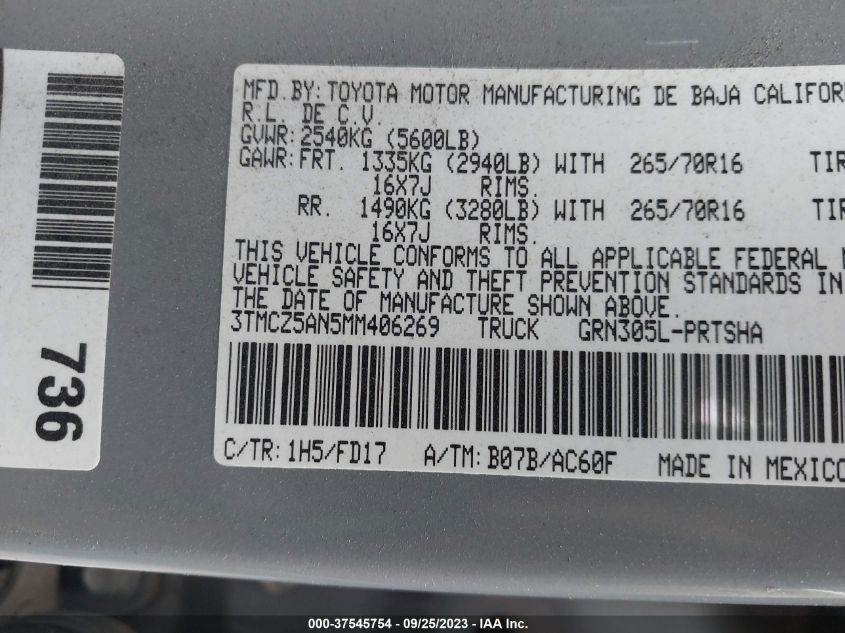 736
MFD.BY: TOYOTA MOTOR MANUFACTURING DE BAJA
R.L. DE C.V.
GVWR: 2540KG (5600LB)
GAWR: FRT. 1335KG (2940LB) WITH 265/70R16
16X7J RIMS.
RR. 1490KG (3280LB) WITH 265/70R16
16X7J RIMS.
THIS VEHICLE CONFORMS TO ALL APPLICABLE FEDERAL
VEHICLE SAFETY AND THEFT PREVENTION STANDARDS IN
THE DATE OF MANUFACTURE SHOWN ABOVE.
3TMCZ5AN5MM406269 TRUCK GRN305L-PRTSHA
C/TR: 1H5/FD17 A/TM: B07B/AC60F MADE IN MEXICO
000-37545754 / 09/25/2023 - IAA Inc.